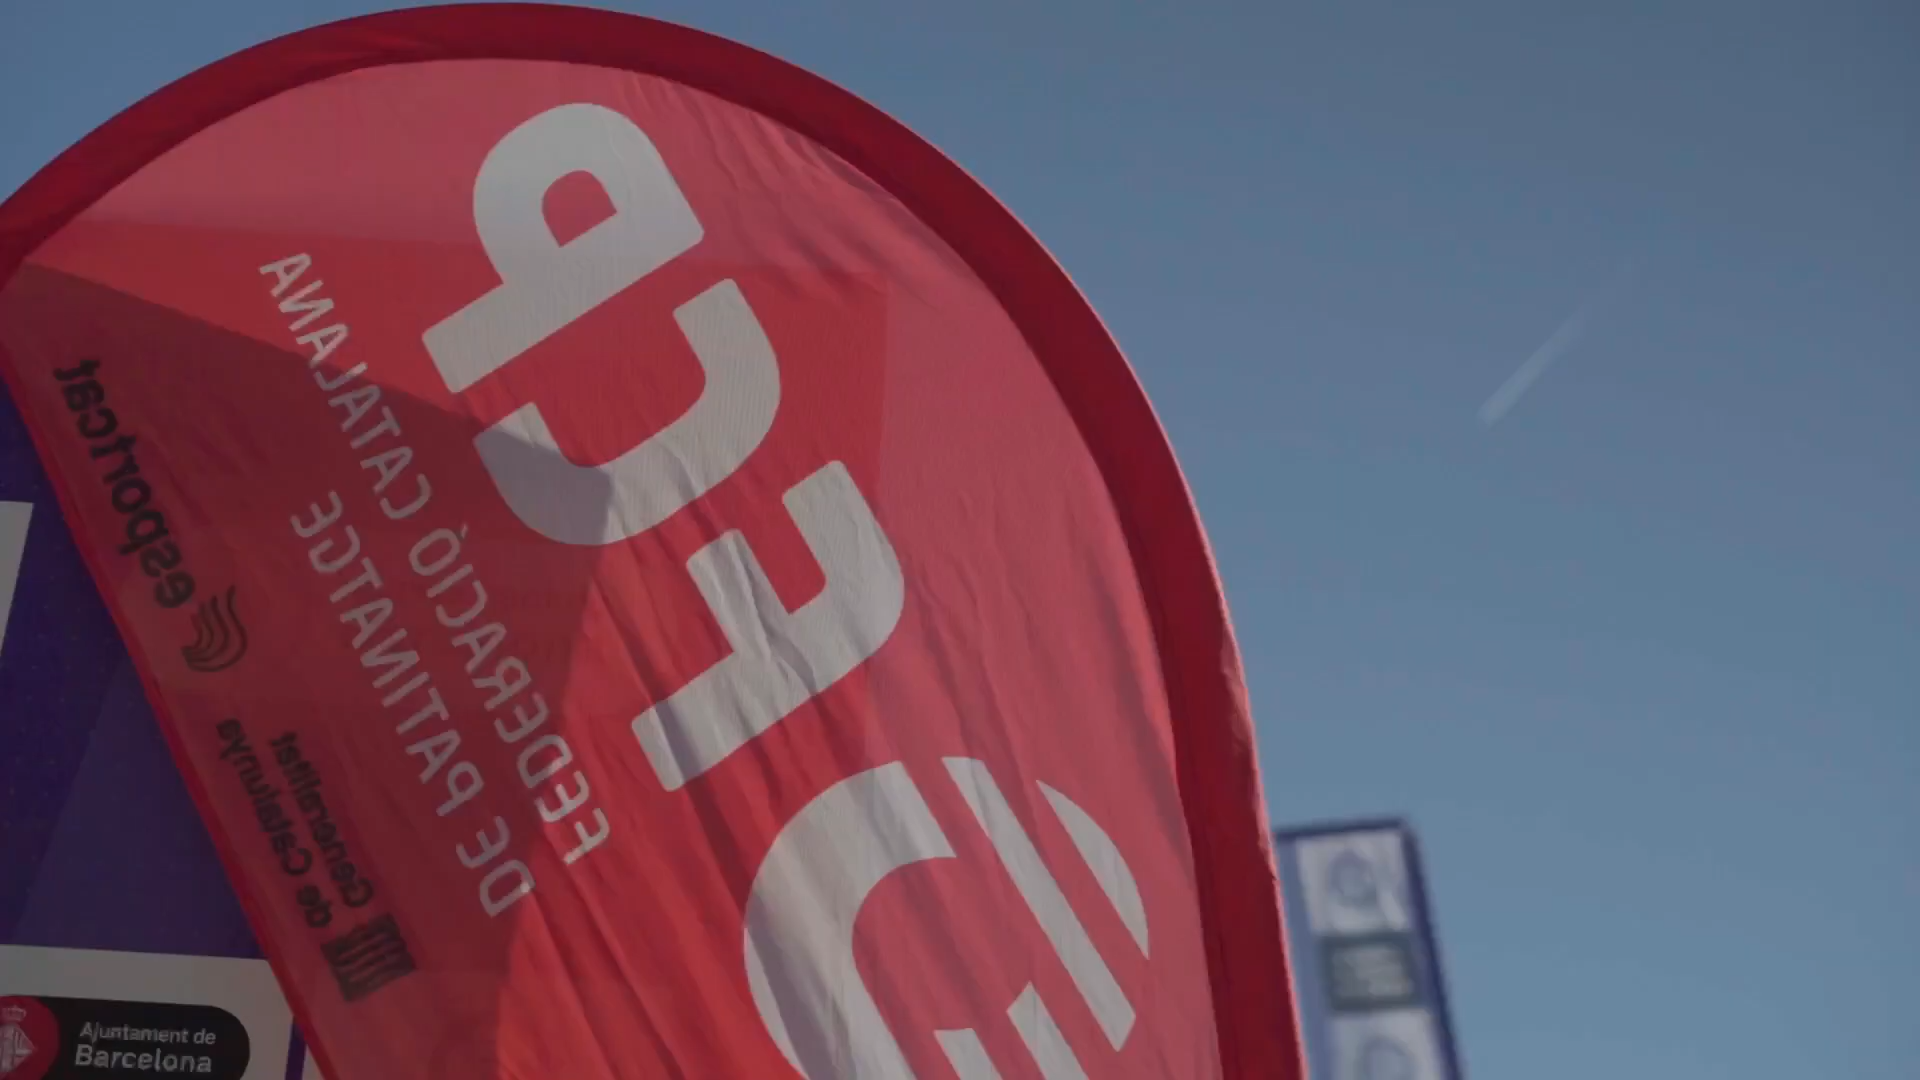 FCP
FEDERACIÓ CATALANA
DE PATINATGE
esportcat
Generalitat
de Catalunya
Ajuntament de
Barcelona